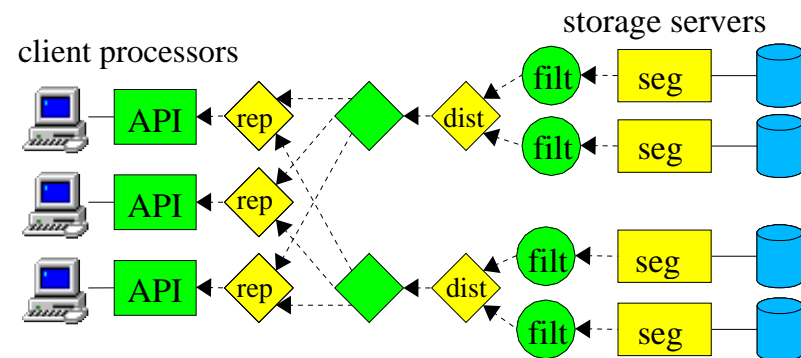 storage servers
client processors
filt
seg
API
rep
dist
filt
seg
API
rep
filt
seg
API
rep
dist
filt
seg